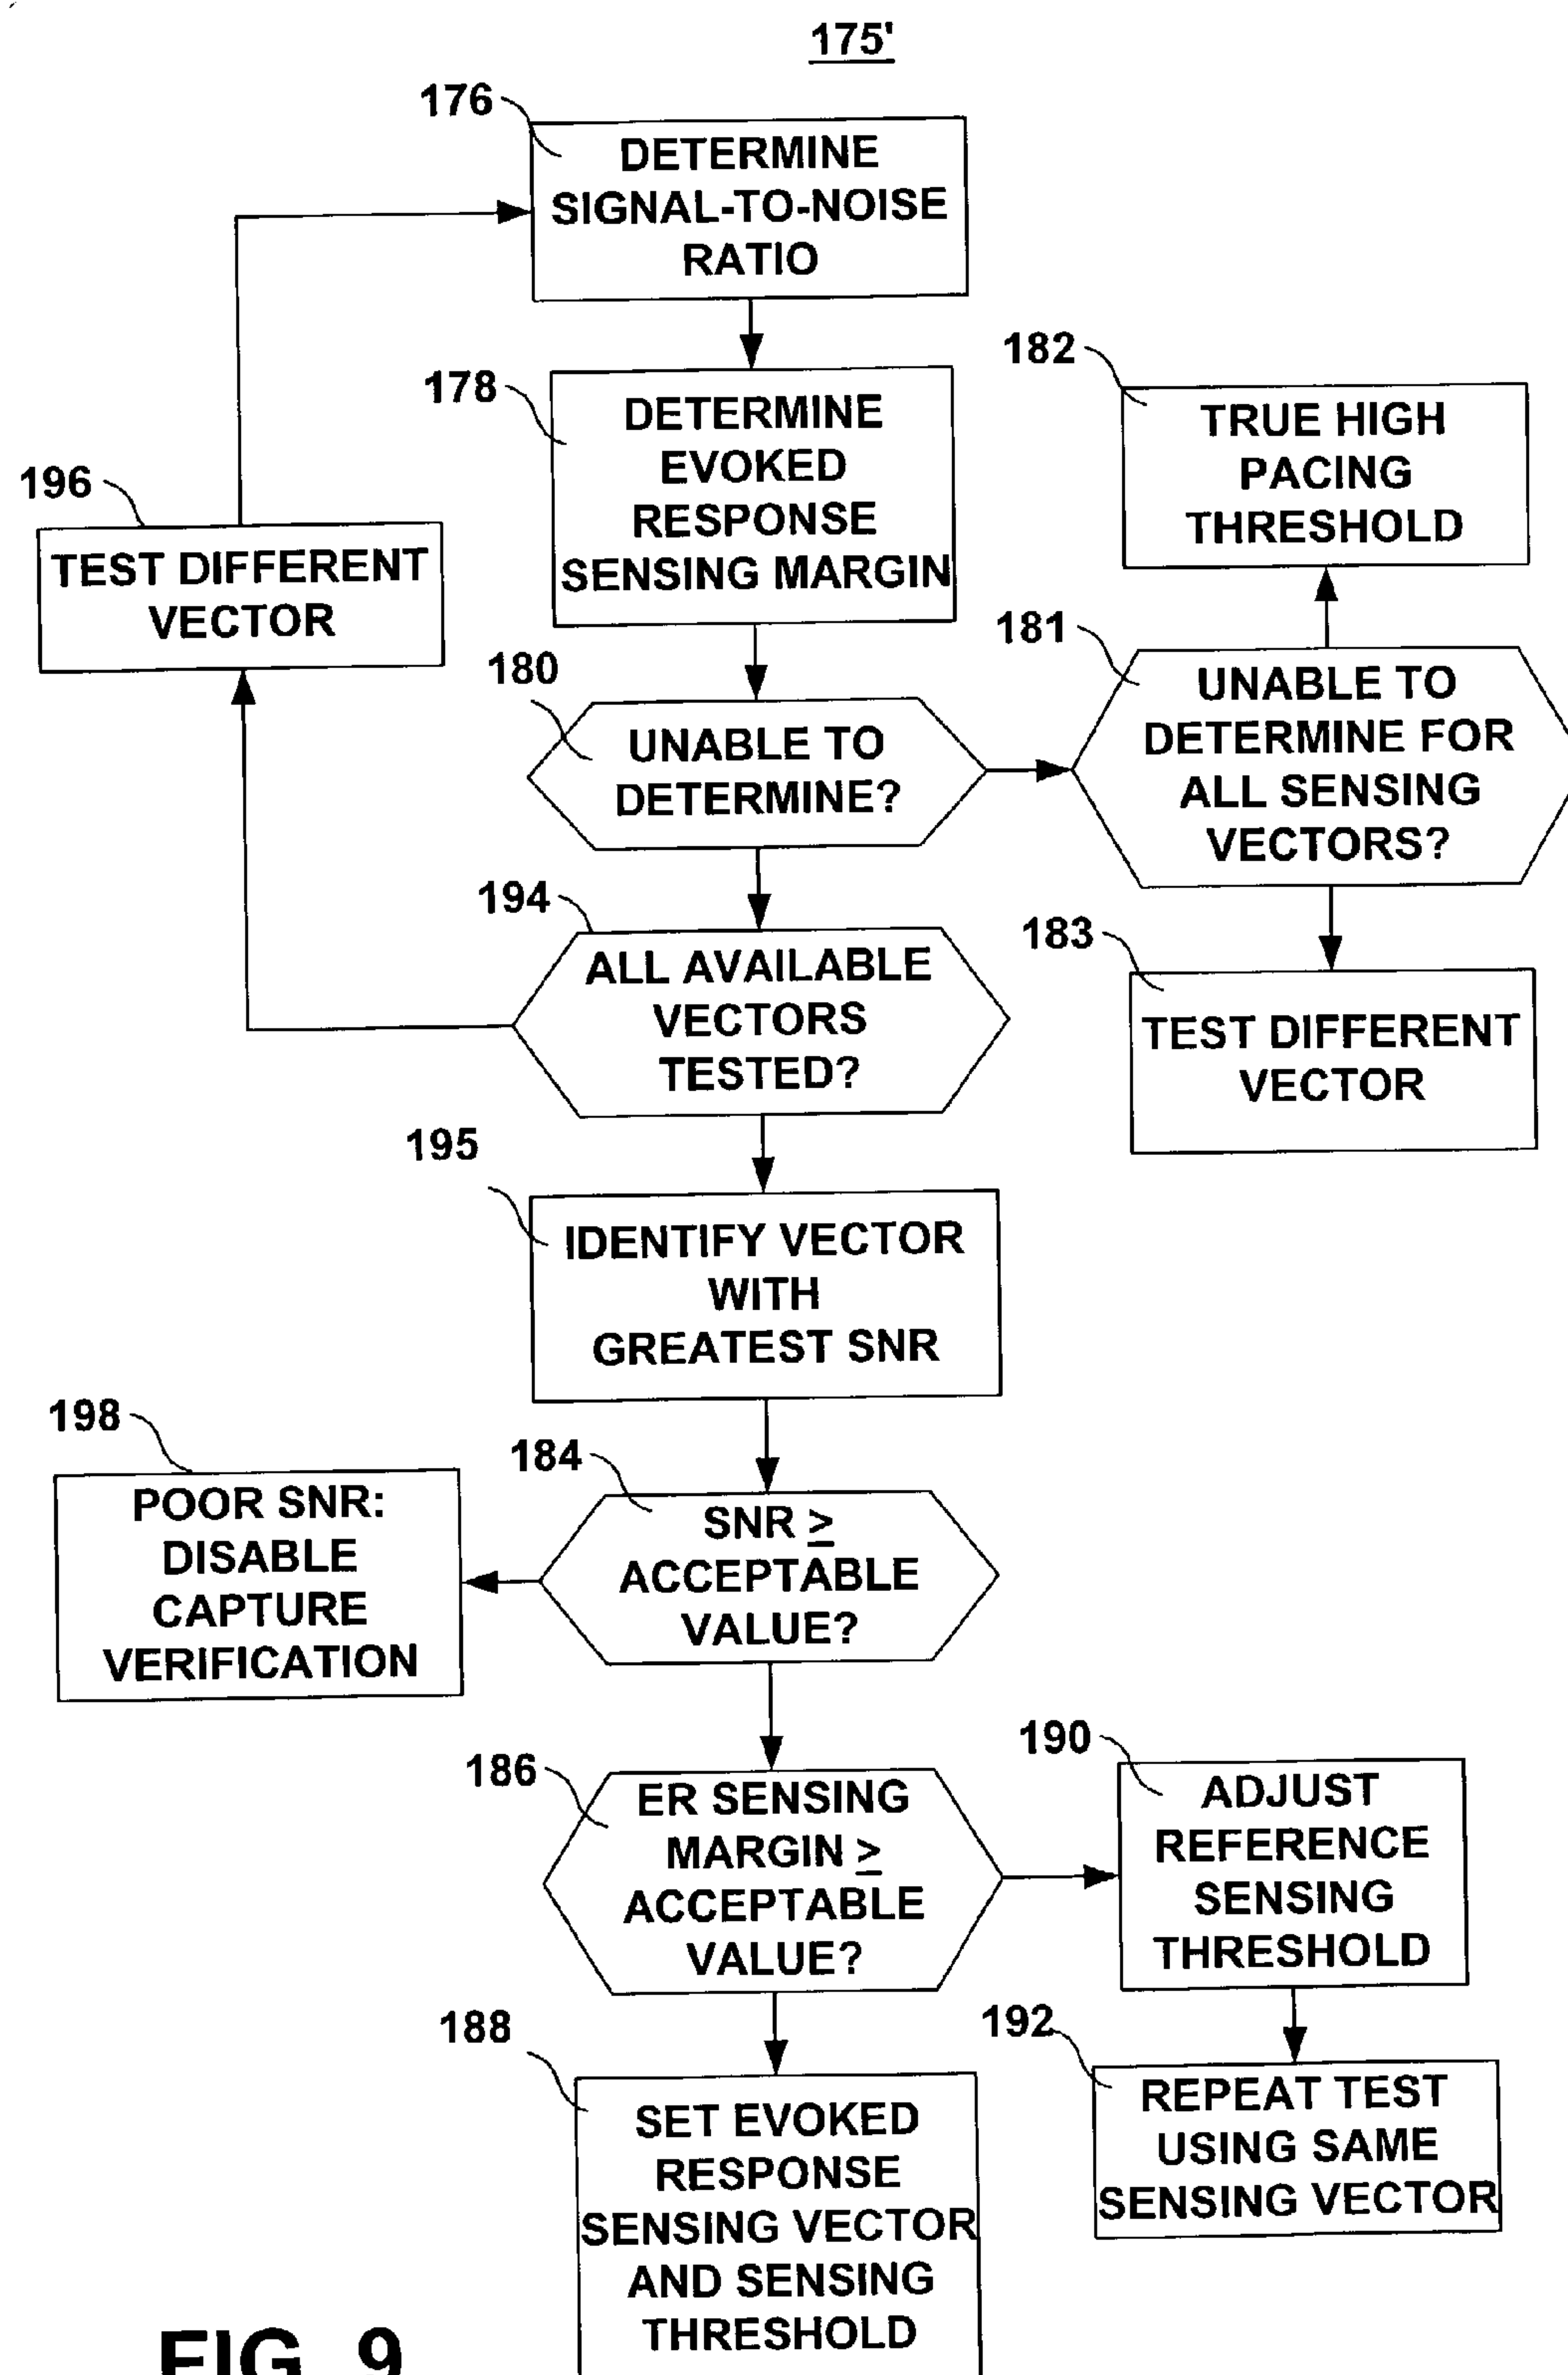 175'
176
DETERMINE
SIGNAL-TO-NOISE
RATIO
178
DETERMINE
EVOKED
RESPONSE
SENSING MARGIN
182
TRUE HIGH
PACING
THRESHOLD
196
TEST DIFFERENT
VECTOR
180
UNABLE TO
DETERMINE?
181
UNABLE TO
DETERMINE FOR
ALL SENSING
VECTORS?
194
ALL AVAILABLE
VECTORS
TESTED?
183
TEST DIFFERENT
VECTOR
195
IDENTIFY VECTOR
WITH
GREATEST SNR
198
POOR SNR:
DISABLE
CAPTURE
VERIFICATION
184
SNR ≥
ACCEPTABLE
VALUE?
186
ER SENSING
MARGIN ≥
ACCEPTABLE
VALUE?
190
ADJUST
REFERENCE
SENSING
THRESHOLD
188
SET EVOKED
RESPONSE
SENSING VECTOR
AND SENSING
THRESHOLD
192
REPEAT TEST
USING SAME
SENSING VECTOR
FIG. 9